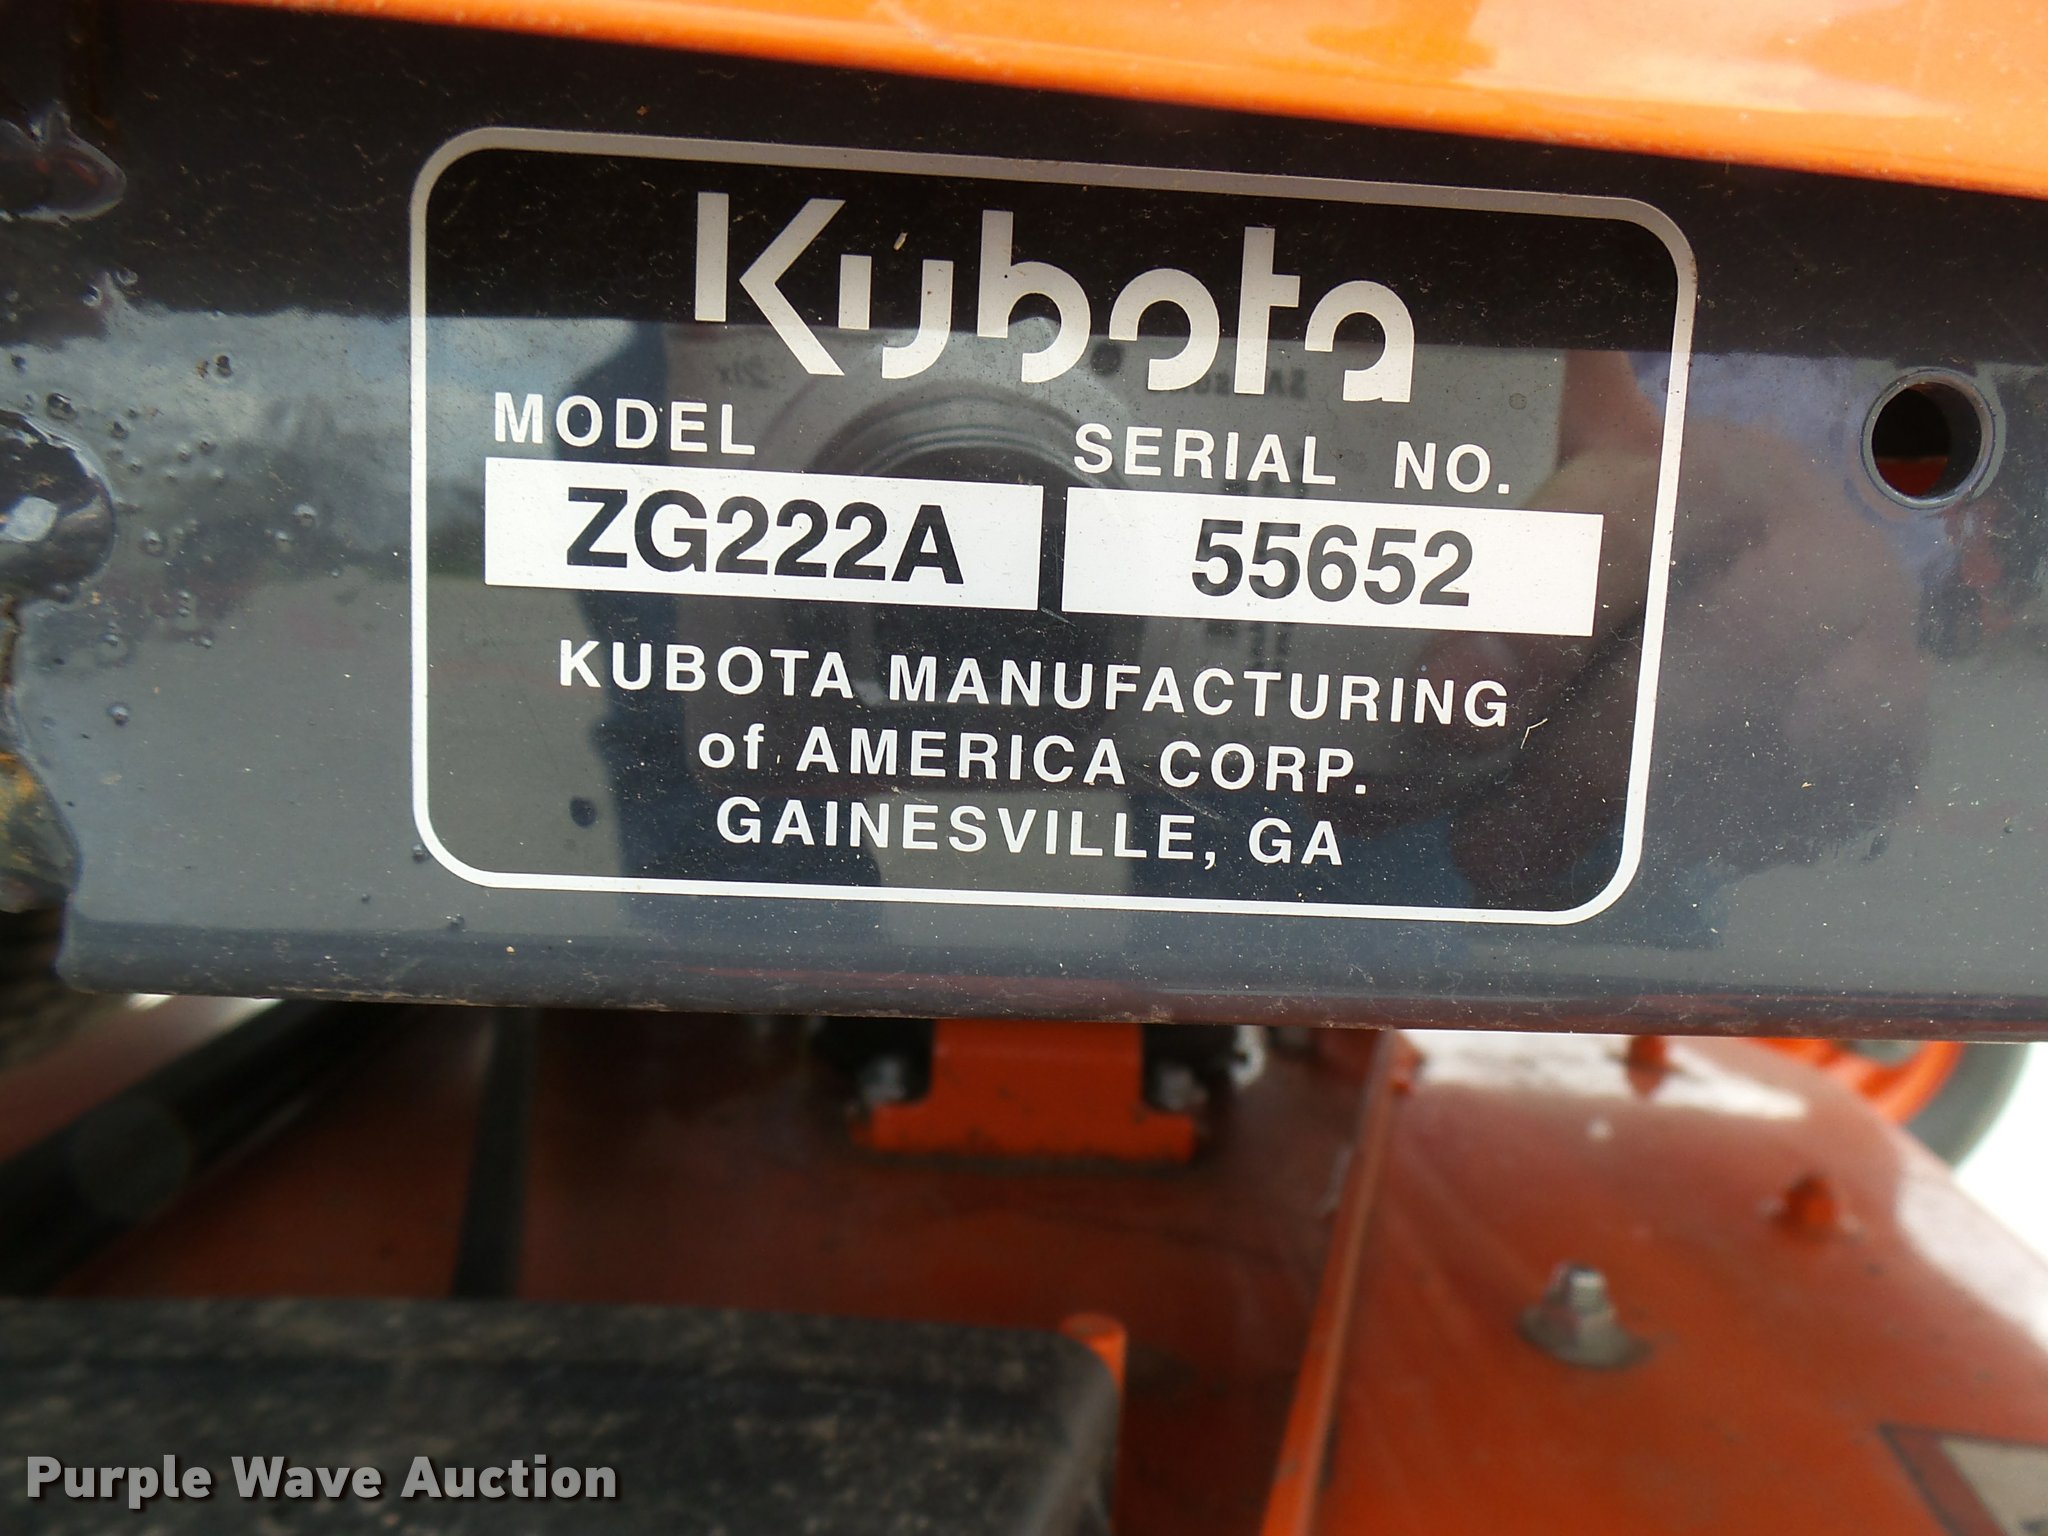 Kubota
MODEL SERIAL NO.
ZG222A 55652
KUBOTA MANUFACTURING
of AMERICA CORP.
GAINESVILLE, GA
Purple Wave Auction